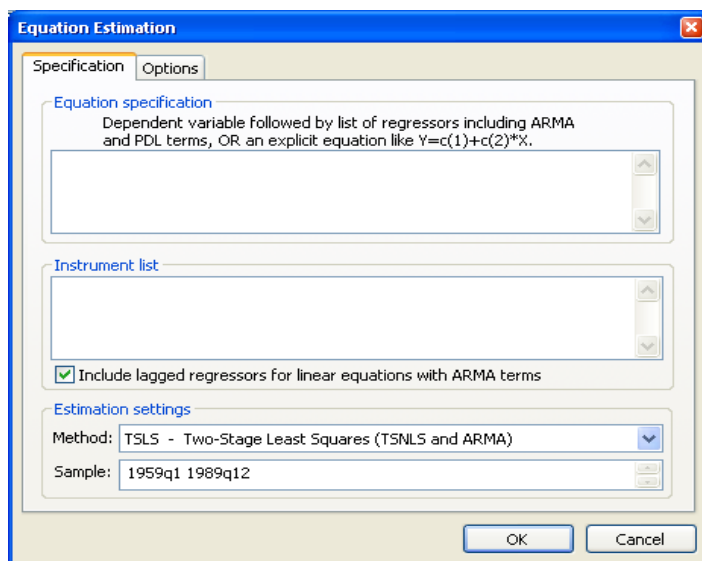 Equation Estimation
Specification
Options
Equation specification
Dependent variable followed by list of regressors including ARMA
and PDL terms, OR an explicit equation like Y=c(1)+c(2)*X.
Instrument list
Include lagged regressors for linear equations with ARMA terms
Estimation settings
Method: TSLS - Two-Stage Least Squares (TSNLS and ARMA)
Sample: 1959q1 1989q12
OK Cancel